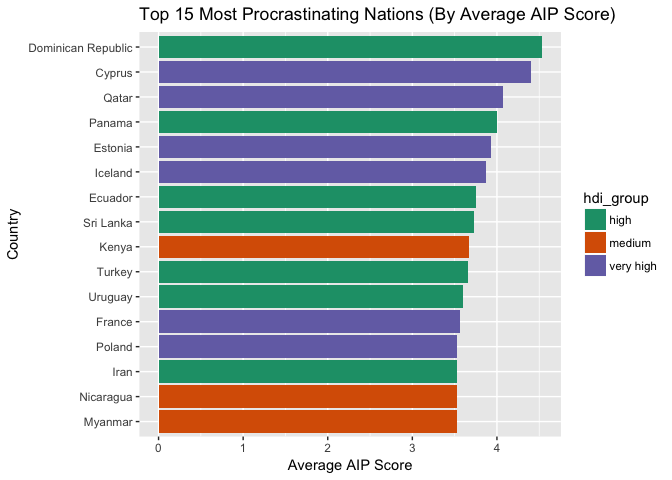 Top 15 Most Procrastinating Nations (By Average AIP Score)
Dominican Republic
Cyprus
Qatar
Panama
Estonia
Iceland
Ecuador
Sri Lanka
Kenya
Turkey
Uruguay
France
Poland
Iran
Nicaragua
Myanmar
Country
0 1 2 3 4
Average AIP Score
hdi_group
high
medium
very high